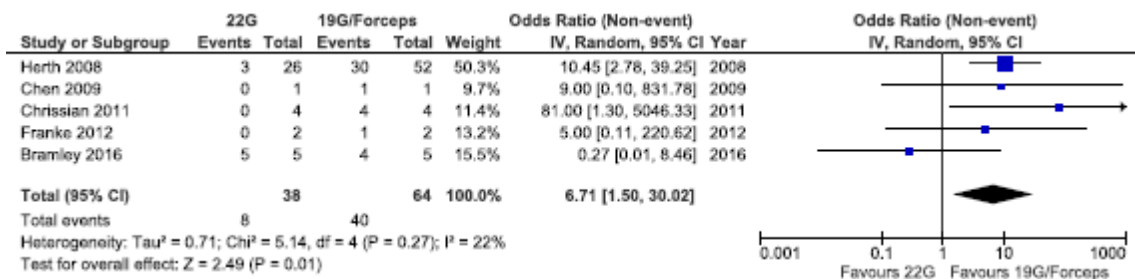 22G 19G/Forceps Odds Ratio (Non-event) Odds Ratio (Non-event)
Study or Subgroup Events Total Events Total Weight IV, Random, 95% CI Year IV, Random, 95% CI
Herth 2008 3 26 30 52 50.3% 10.45 [2.78, 39.25] 2008
Chen 2009 0 1 1 1 9.7% 9.00 [0.10, 831.78] 2009
Chrissian 2011 0 4 4 4 11.4% 81.00 [1.30, 5046.33] 2011
Franke 2012 0 2 1 2 13.2% 5.00 [0.11, 220.62] 2012
Bramley 2016 5 5 4 5 15.5% 0.27 [0.01, 8.46] 2016
Total (95% CI) 38 64 100.0% 6.71 [1.50, 30.02]
Total events 8 40
Heterogeneity: Tau² = 0.71; Chi² = 5.14, df = 4 (P = 0.27); I² = 22%
Test for overall effect: Z = 2.49 (P = 0.01)
0.001 0.1 1 10 1000
Favours 22G Favours 19G/Forceps